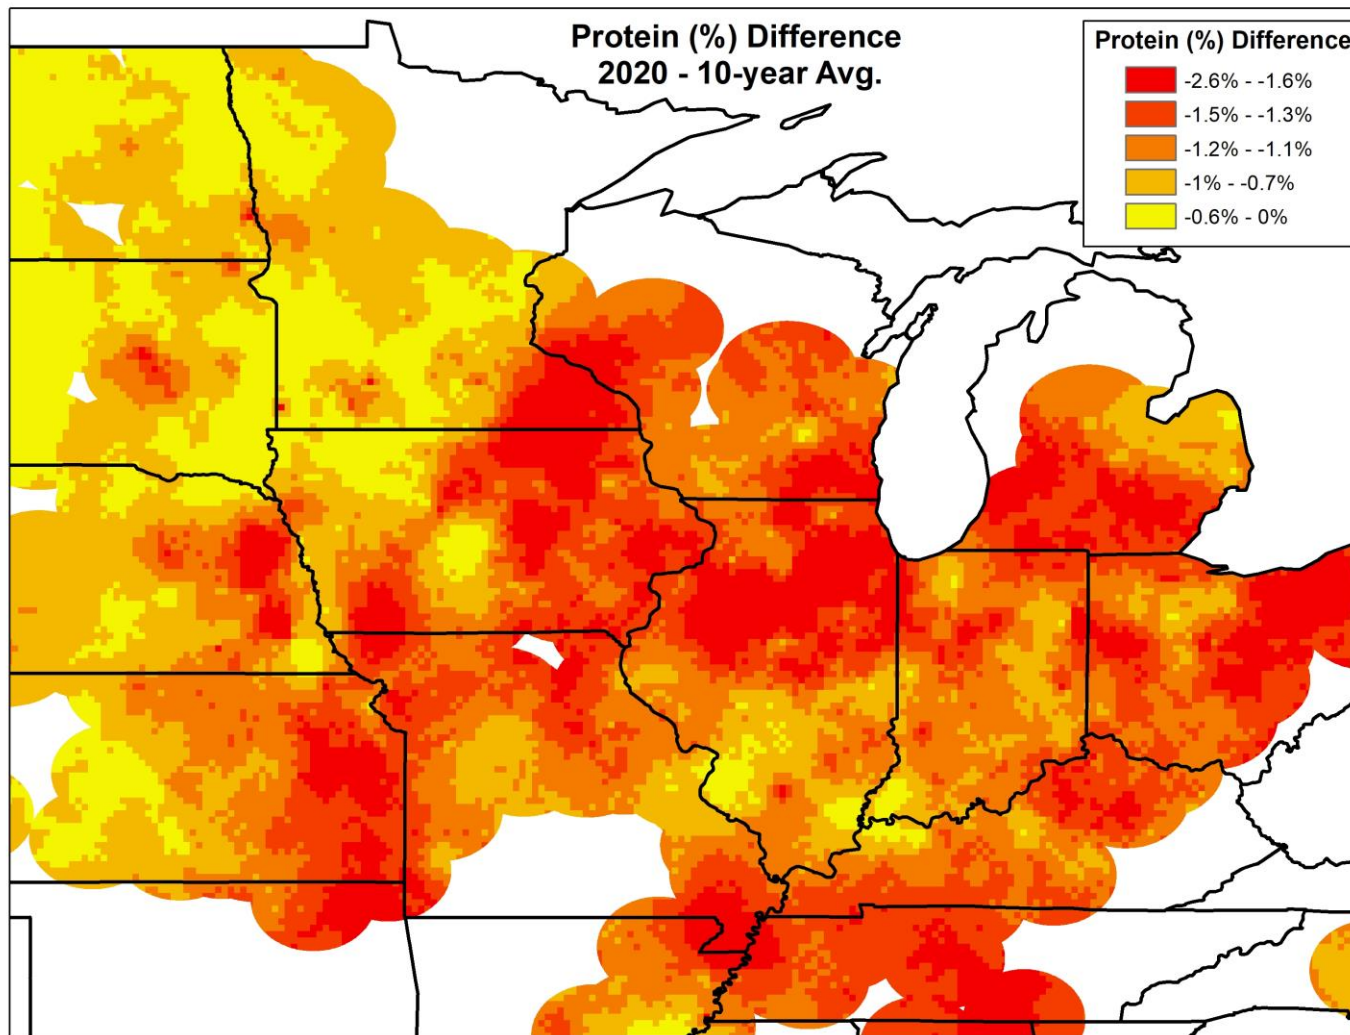 Protein (%) Difference
2020 - 10-year Avg.
Protein (%) Difference
-2.6% - -1.6%
-1.5% - -1.3%
-1.2% - -1.1%
-1% - -0.7%
-0.6% - 0%